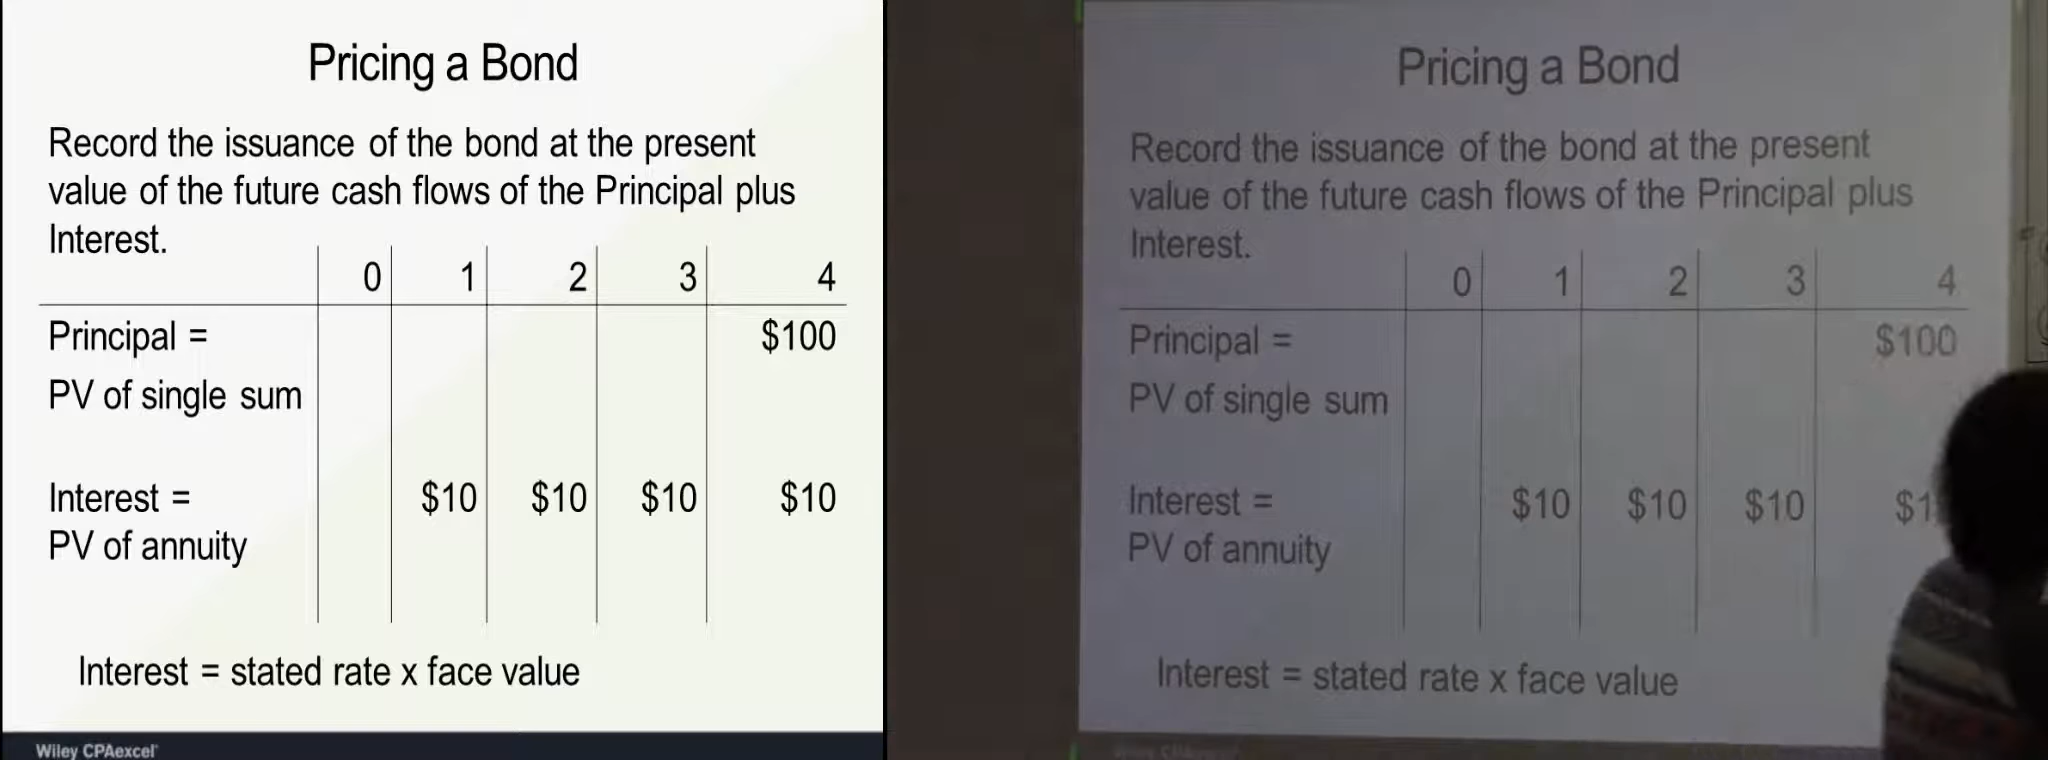 Pricing a Bond
Record the issuance of the bond at the present
value of the future cash flows of the Principal plus
Interest.
0 1 2 3 4
Principal = $100
PV of single sum
Interest = $10 $10 $10 $10
PV of annuity
Interest = stated rate x face value
Wiley CPAexcel
Pricing a Bond
Record the issuance of the bond at the present
value of the future cash flows of the Principal plus
Interest.
0 1 2 3 4
Principal = $100
PV of single sum
Interest = $10 $10 $10 $1
PV of annuity
Interest = stated rate x face value